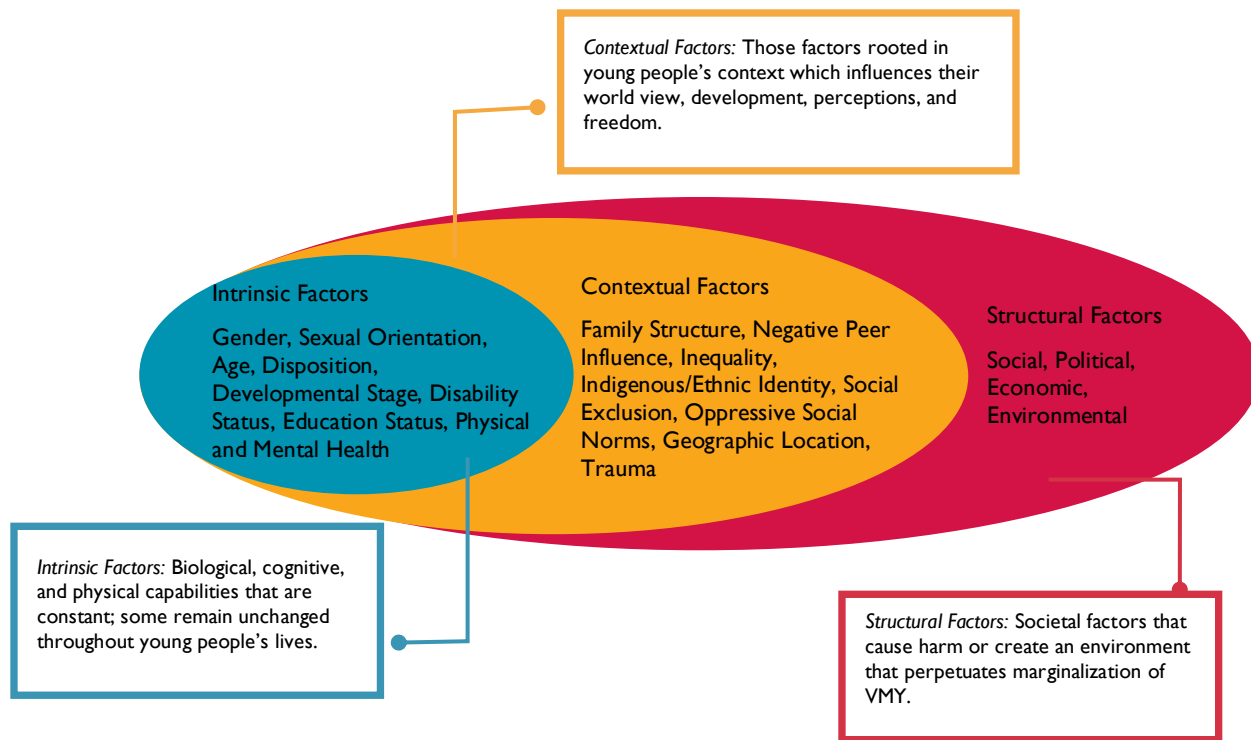 Contextual Factors: Those factors rooted in
young people’s context which influences their
world view, development, perceptions, and
freedom.
Intrinsic Factors
Gender, Sexual Orientation,
Age, Disposition,
Developmental Stage, Disability
Status, Education Status, Physical
and Mental Health
Contextual Factors
Family Structure, Negative Peer
Influence, Inequality,
Indigenous/Ethnic Identity, Social
Exclusion, Oppressive Social
Norms, Geographic Location,
Trauma
Structural Factors
Social, Political,
Economic,
Environmental
Intrinsic Factors: Biological, cognitive,
and physical capabilities that are
constant; some remain unchanged
throughout young people’s lives.
Structural Factors: Societal factors that
cause harm or create an environment
that perpetuates marginalization of
VMY.